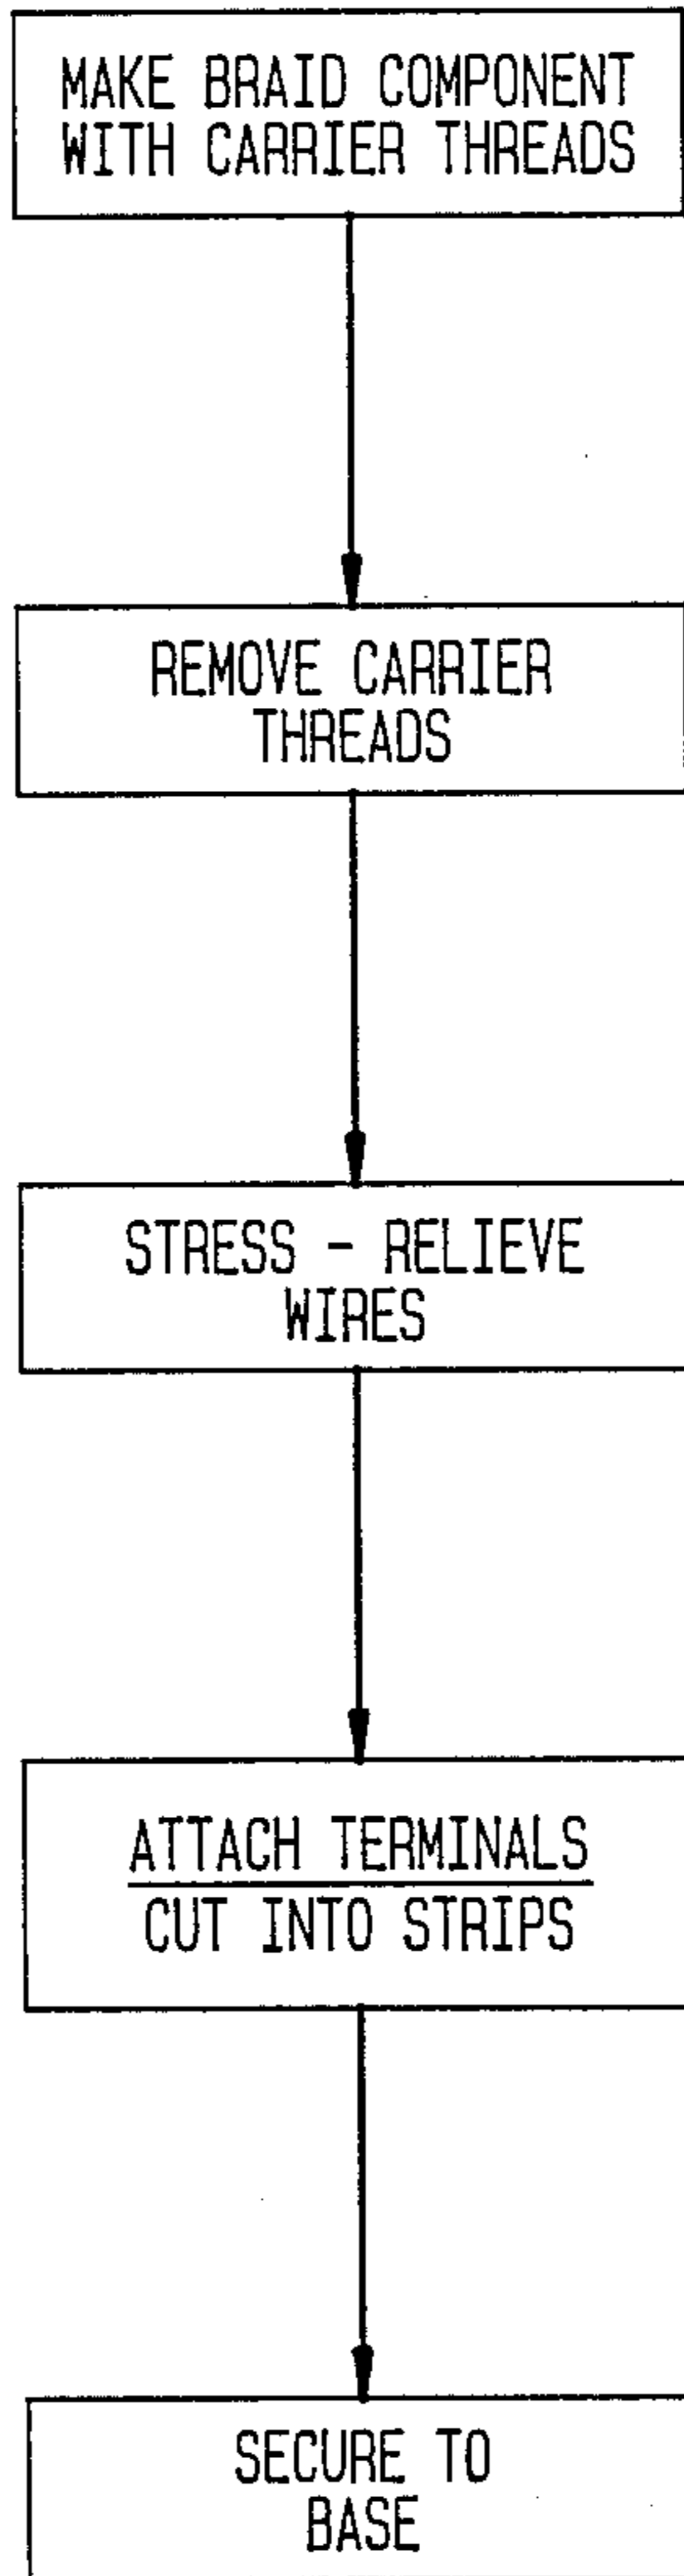 MAKE BRAID COMPONENT
WITH CARRIER THREADS
REMOVE CARRIER
THREADS
STRESS - RELIEVE
WIRES
ATTACH TERMINALS
CUT INTO STRIPS
SECURE TO
BASE